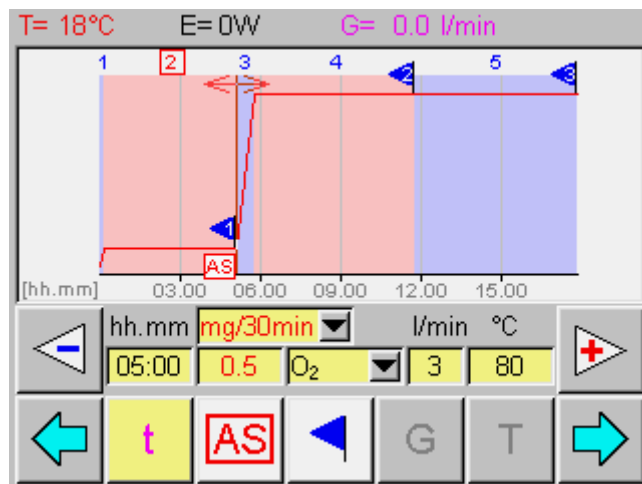 T= 18°C E= 0W G= 0.0 l/min
1 2 3 4 5
2 3
1
AS
[hh.mm] 03.00 06.00 09.00 12.00 15.00
hh.mm mg/30min l/min °C
- +
05:00 0.5 O₂ 3 80
t AS G T